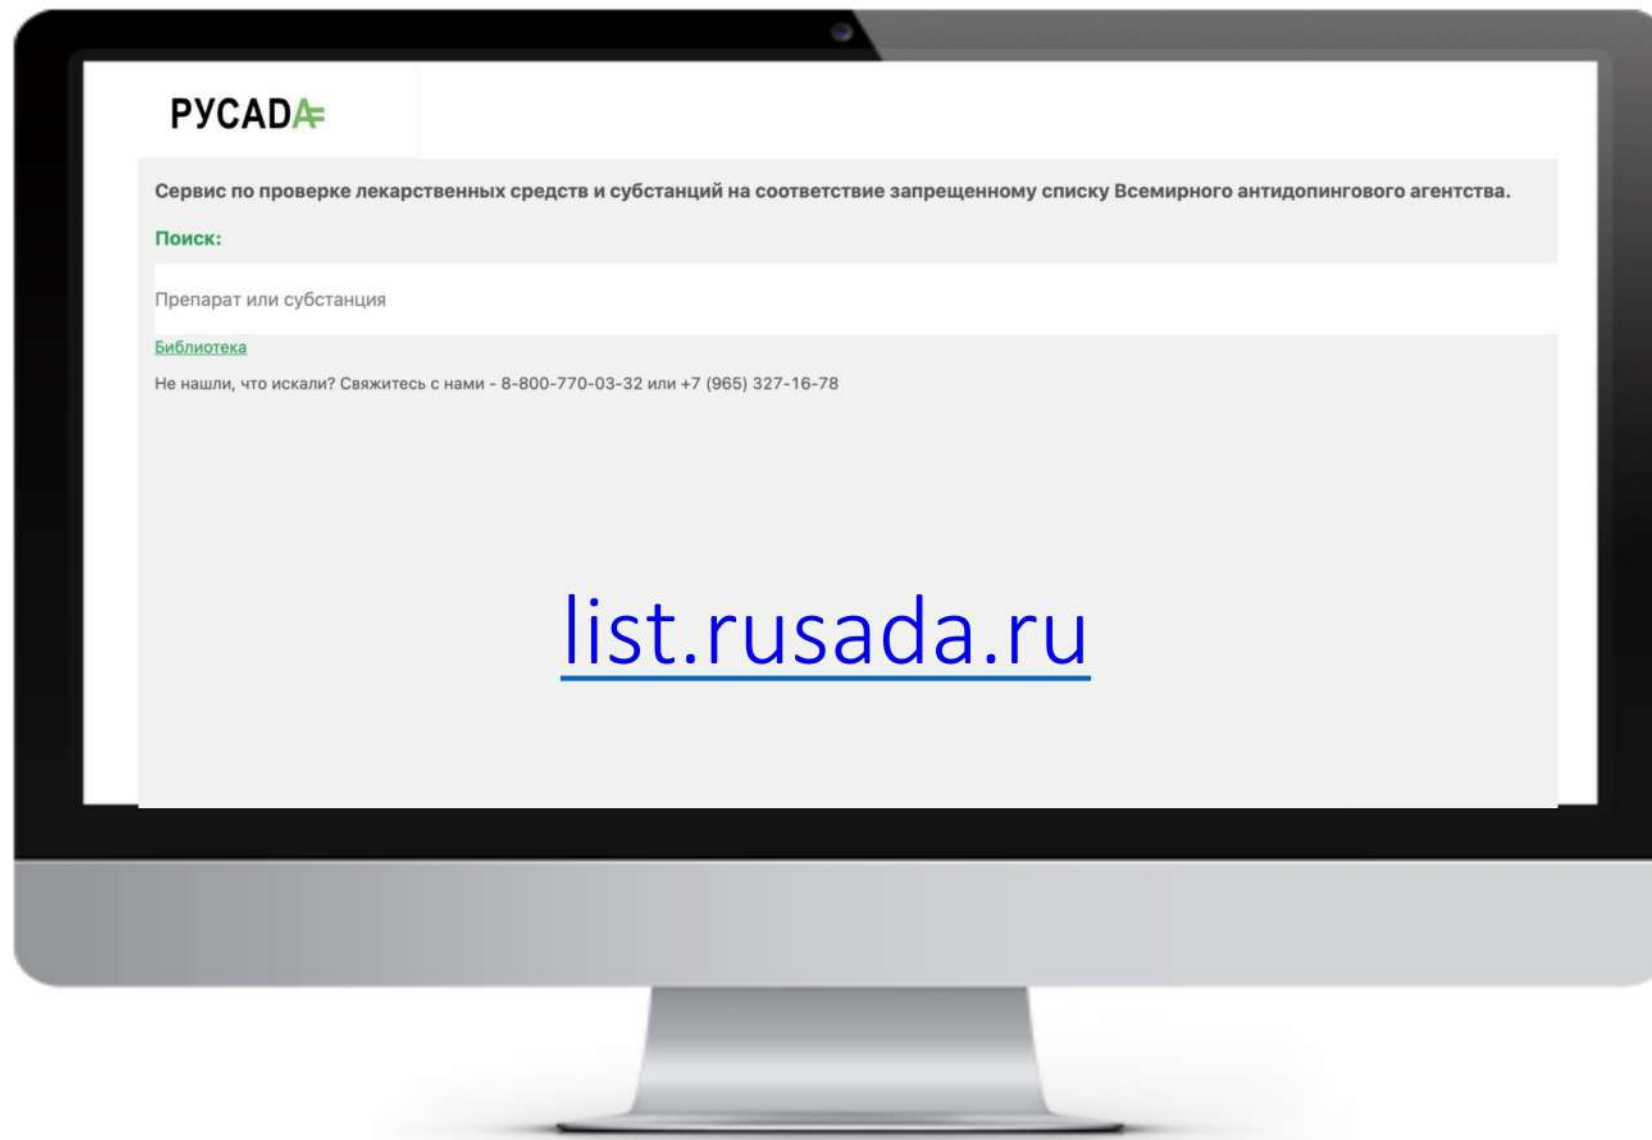 РУСАDA
Сервис по проверке лекарственных средств и субстанций на соответствие запрещенному списку Всемирного антидопингового агентства.
Поиск:
Препарат или субстанция
Библиотека
Не нашли, что искали? Свяжитесь с нами - 8-800-770-03-32 или +7 (965) 327-16-78
list.rusada.ru